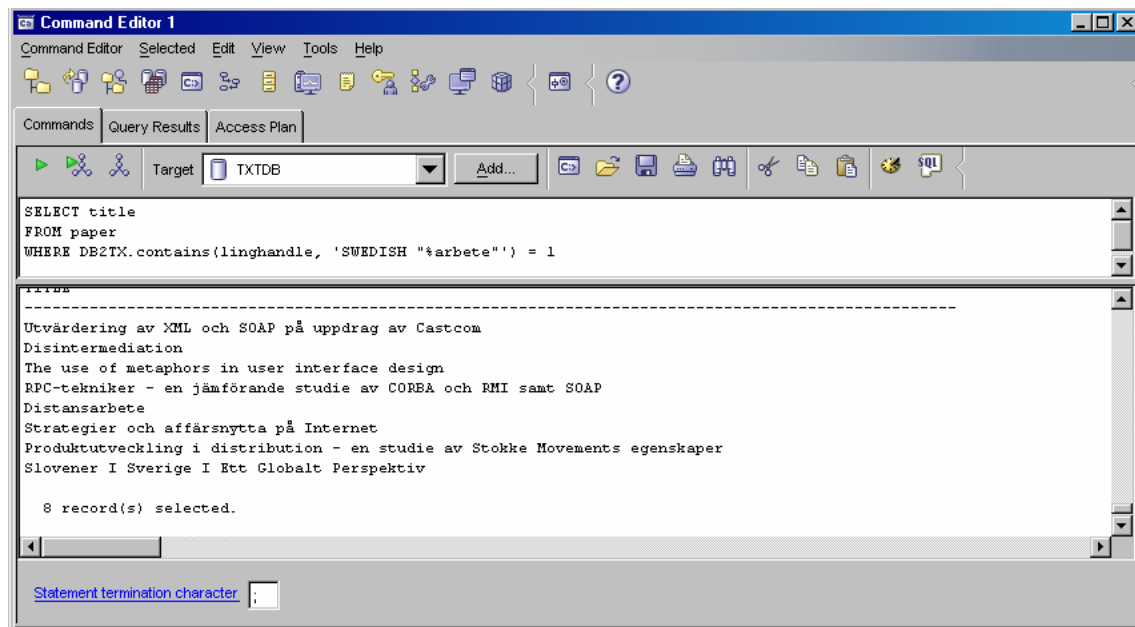 Command Editor 1
Command Editor Selected Edit View Tools Help
Commands Query Results Access Plan
Target TXTDB Add...
SELECT title
FROM paper
WHERE DB2TX.contains(linghandle, 'SWEDISH "%arbete"') = 1
TITLE
--------------------------------------------------------------------------------------------------
Utvärdering av XML och SOAP på uppdrag av Castcom
Disintermediation
The use of metaphors in user interface design
RPC-tekniker - en jämförande studie av CORBA och RMI samt SOAP
Distansarbete
Strategier och affärsnytta på Internet
Produktutveckling i distribution - en studie av Stokke Movements egenskaper
Slovener I Sverige I Ett Globalt Perspektiv
8 record(s) selected.
Statement termination character ;